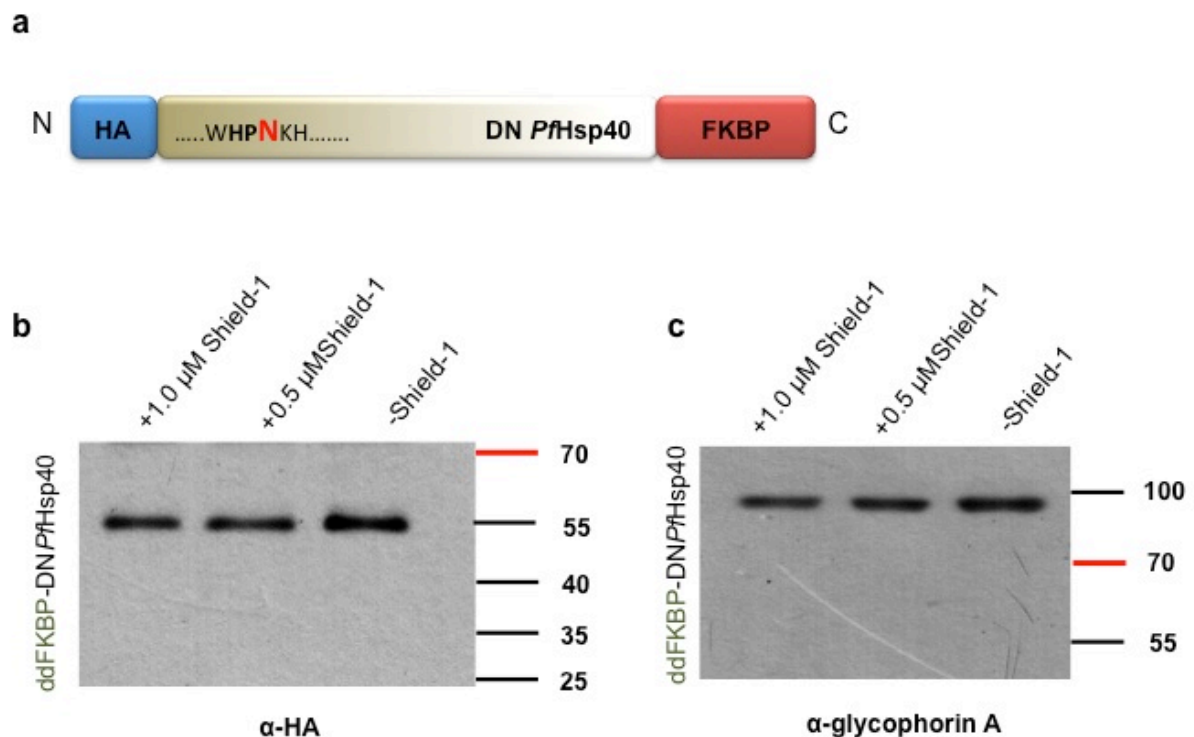 a
N HA .....WHPNKH....... DN PfHsp40 FKBP C
b
+1.0 µM Shield-1
+0.5 µMShield-1
-Shield-1
ddFKBP-DNPfHsp40
70
55
40
35
25
α-HA
c
+1.0 µM Shield-1
+0.5 µMShield-1
-Shield-1
ddFKBP-DNPfHsp40
100
70
55
α-glycophorin A